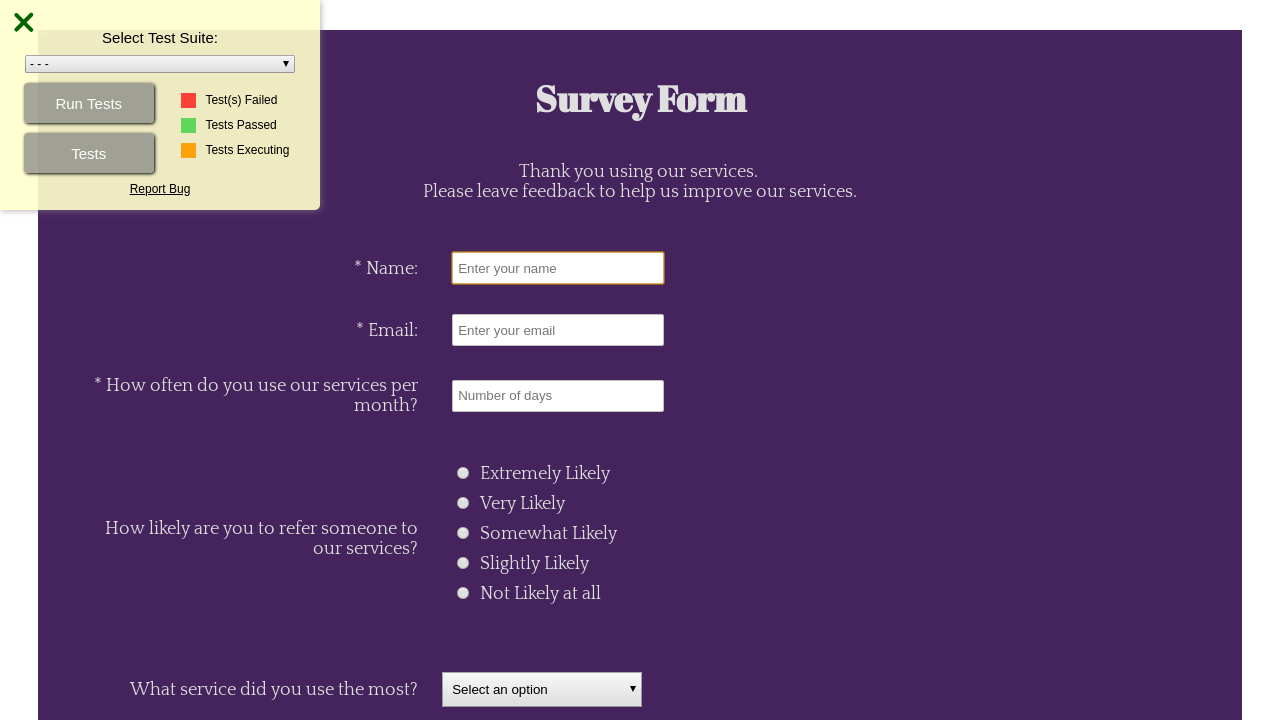 Select Test Suite:
- - -
Run Tests
Tests
Test(s) Failed
Tests Passed
Tests Executing
Report Bug
Survey Form
Thank you using our services.
Please leave feedback to help us improve our services.
* Name:
Enter your name
* Email:
Enter your email
* How often do you use our services per
month?
Number of days
How likely are you to refer someone to
our services?
Extremely Likely
Very Likely
Somewhat Likely
Slightly Likely
Not Likely at all
What service did you use the most?
Select an option